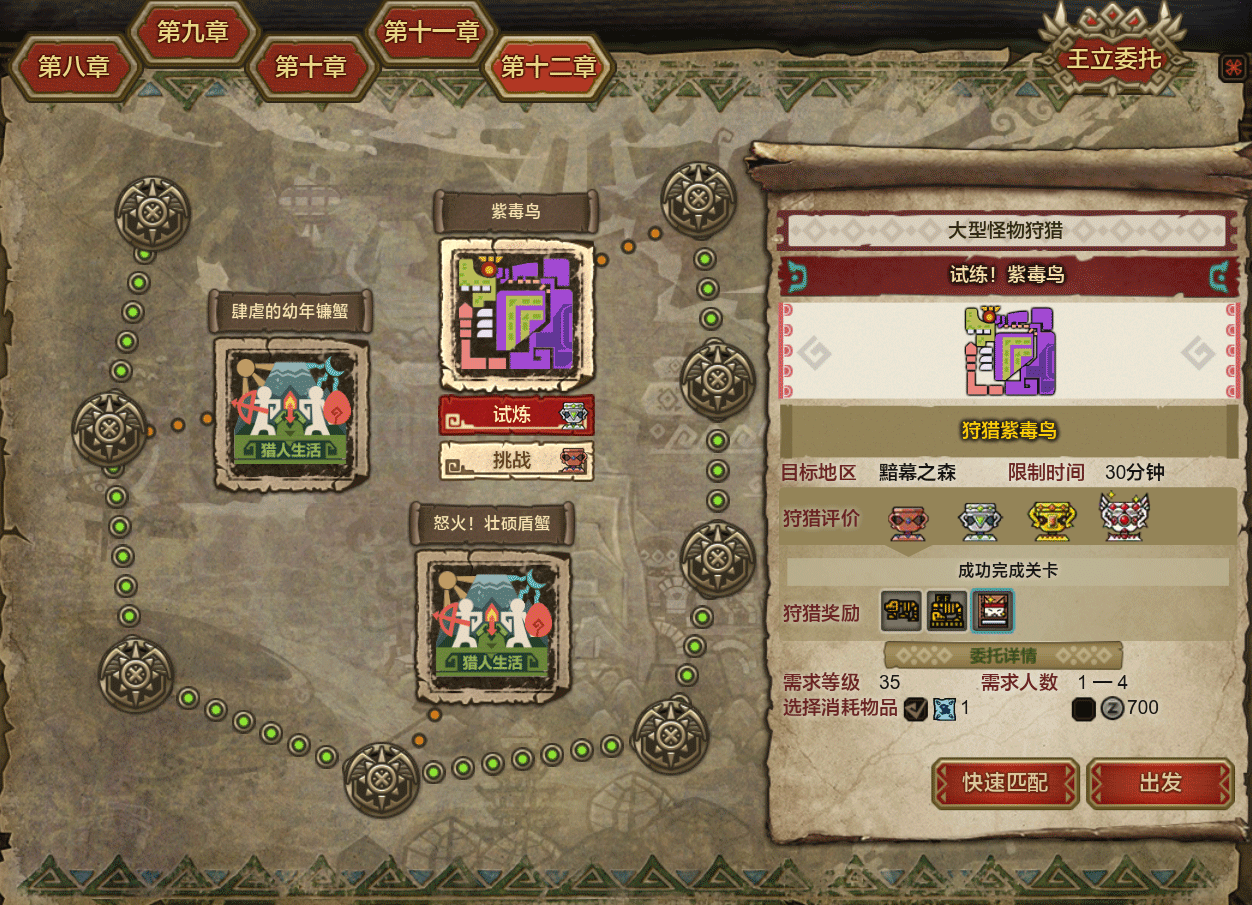 第八章
第九章
第十章
第十一章
第十二章
王立委托
紫毒鸟
试炼
挑战
肆虐的幼年镰蟹
猎人生活
怒火！壮硕盾蟹
猎人生活
大型怪物狩猎
试练！紫毒鸟
狩猎紫毒鸟
目标地区 黯幕之森 限制时间 30分钟
狩猎评价
成功完成关卡
狩猎奖励
委托详情
需求等级 35 需求人数 1 — 4
选择消耗物品 1 Z 700
快速匹配 出发